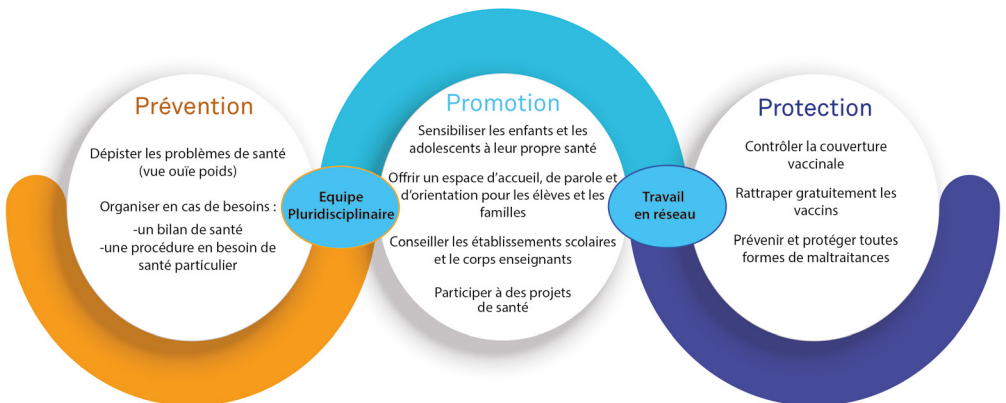 Prévention
Dépister les problèmes de santé
(vue ouïe poids)
Organiser en cas de besoins :
-un bilan de santé
-une procédure en besoin de
santé particulier
Equipe
Pluridisciplinaire
Promotion
Sensibiliser les enfants et les
adolescents à leur propre santé
Offrir un espace d'accueil, de parole et
d'orientation pour les élèves et les
familles
Conseiller les établissements scolaires
et le corps enseignants
Participer à des projets
de santé
Travail
en réseau
Protection
Contrôler la couverture
vaccinale
Rattraper gratuitement les
vaccins
Prévenir et protéger toutes
formes de maltraitances